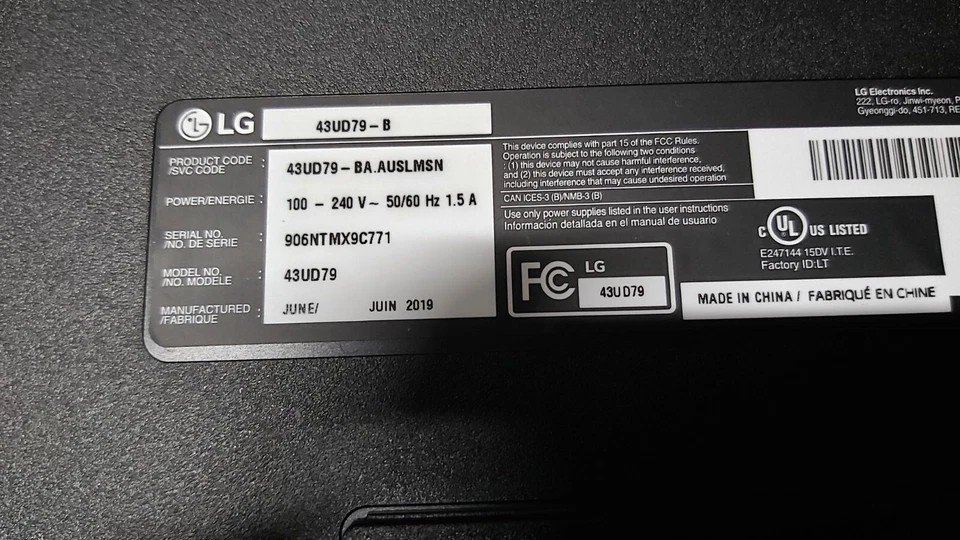 LG 43UD79-B
PRODUCT CODE /SVC CODE : 43UD79-BA.AUSLMSN
POWER/ENERGIE : 100 - 240 V~ 50/60 Hz 1.5 A
SERIAL NO. /NO. DE SERIE : 906NTMX9C771
MODEL NO. /NO. MODELE : 43UD79
MANUFACTURED /FABRIQUE : JUNE/ JUIN 2019
This device complies with part 15 of the FCC Rules.
Operation is subject to the following two conditions
: (1) this device may not cause harmful interference,
and (2) this device must accept any interference received,
including interference that may cause undesired operation
CAN ICES-3 (B)/NMB-3 (B)
Use only power supplies listed in the user instructions
Información detallada en el manual de usuario
FC LG
43UD79
LG Electronics Inc.
222, LG-ro, Jinwi-myeon,
Gyeonggi-do, 451-713,
C UL US LISTED
E247144 15DV I.T.E.
Factory ID:LT
MADE IN CHINA / FABRIQUÉ EN CHINE